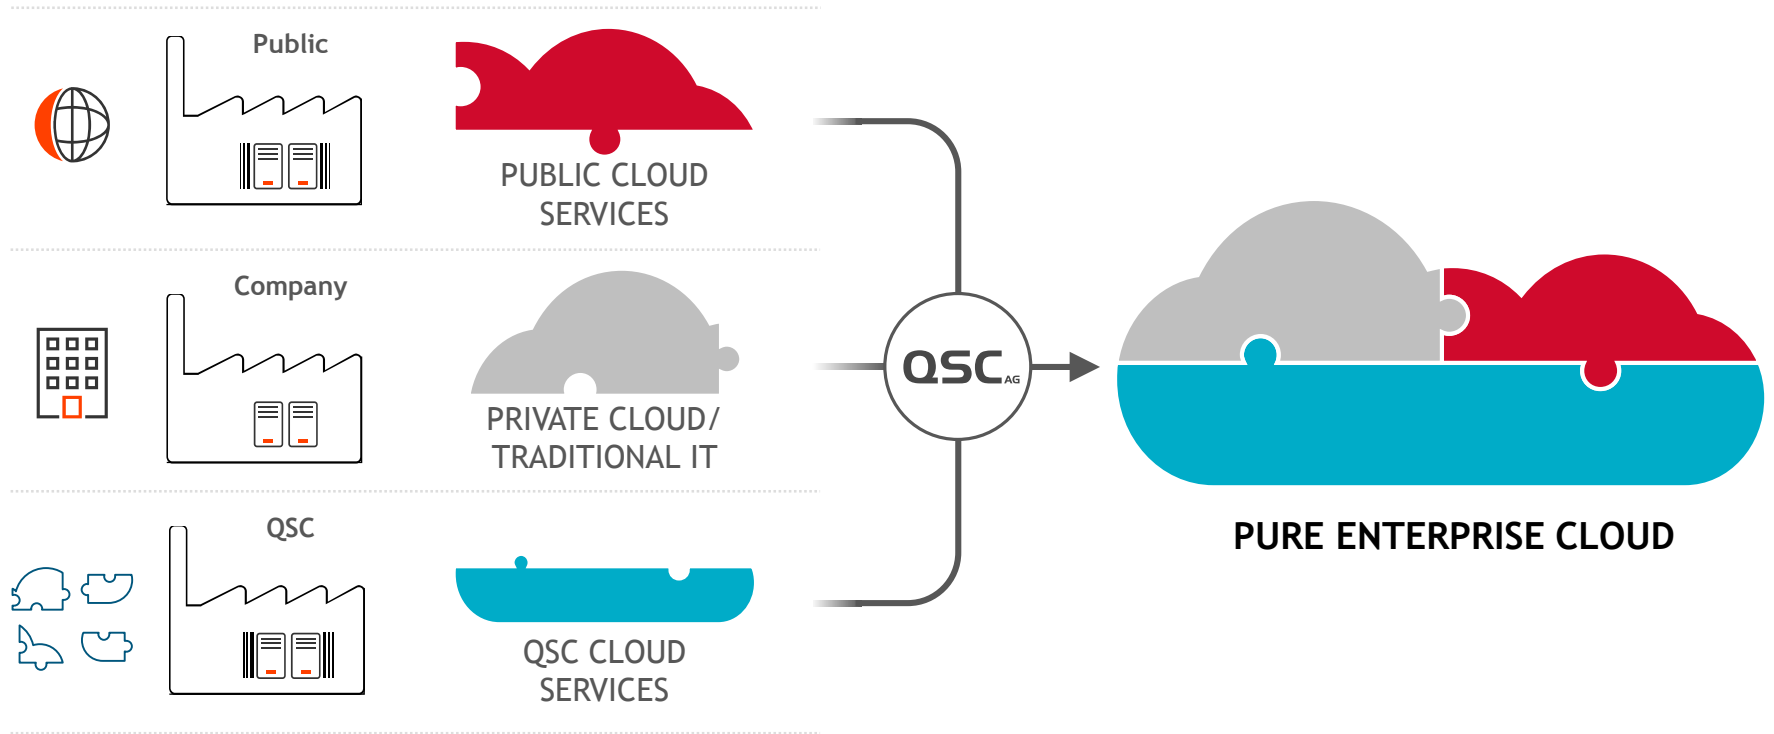 Public
PUBLIC CLOUD
SERVICES
Company
PRIVATE CLOUD/
TRADITIONAL IT
QSC
QSC CLOUD
SERVICES
QSC AG
PURE ENTERPRISE CLOUD